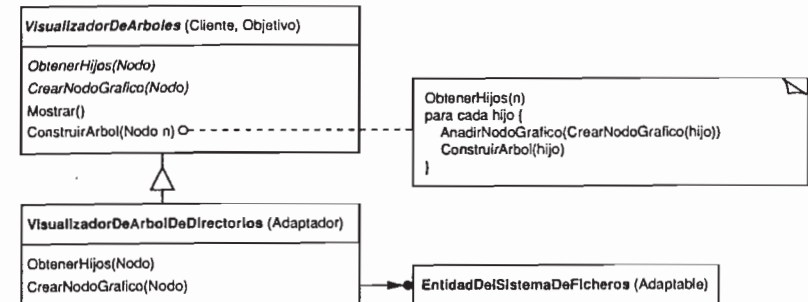 VisualizadorDeArboles (Cliente, Objetivo)
ObtenerHijos(Nodo)
CrearNodoGrafico(Nodo)
Mostrar()
ConstruirArbol(Nodo n)
ObtenerHijos(n)
para cada hijo {
AnadirNodoGrafico(CrearNodoGrafico(hijo))
ConstruirArbol(hijo)
}
VisualizadorDeArbolDeDirectorios (Adaptador)
ObtenerHijos(Nodo)
CrearNodoGrafico(Nodo)
EntidadDelSistemaDeFicheros (Adaptable)